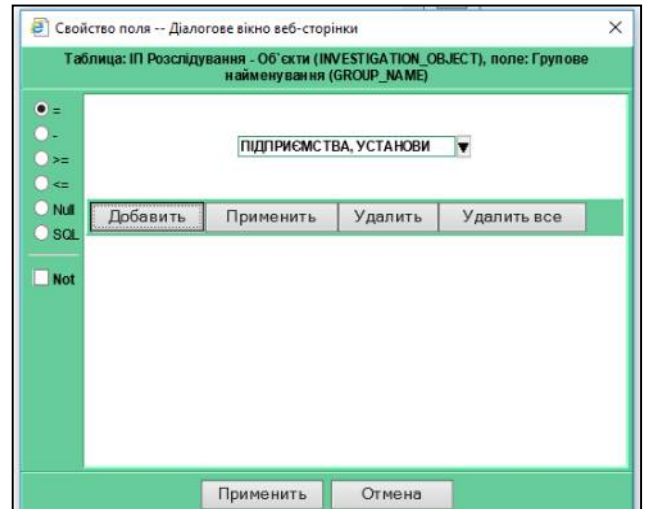 Свойство поля -- Діалогове вікно веб-сторінки
Таблиця: ІП Розслідування - Об'єкти (INVESTIGATION_OBJECT), поле: Групове
найменування (GROUP_NAME)
=
-
>=
<=
Null
SQL
Not
ПІДПРИЄМСТВА, УСТАНОВИ
Добавить Применить Удалить Удалить все
Применить Отмена